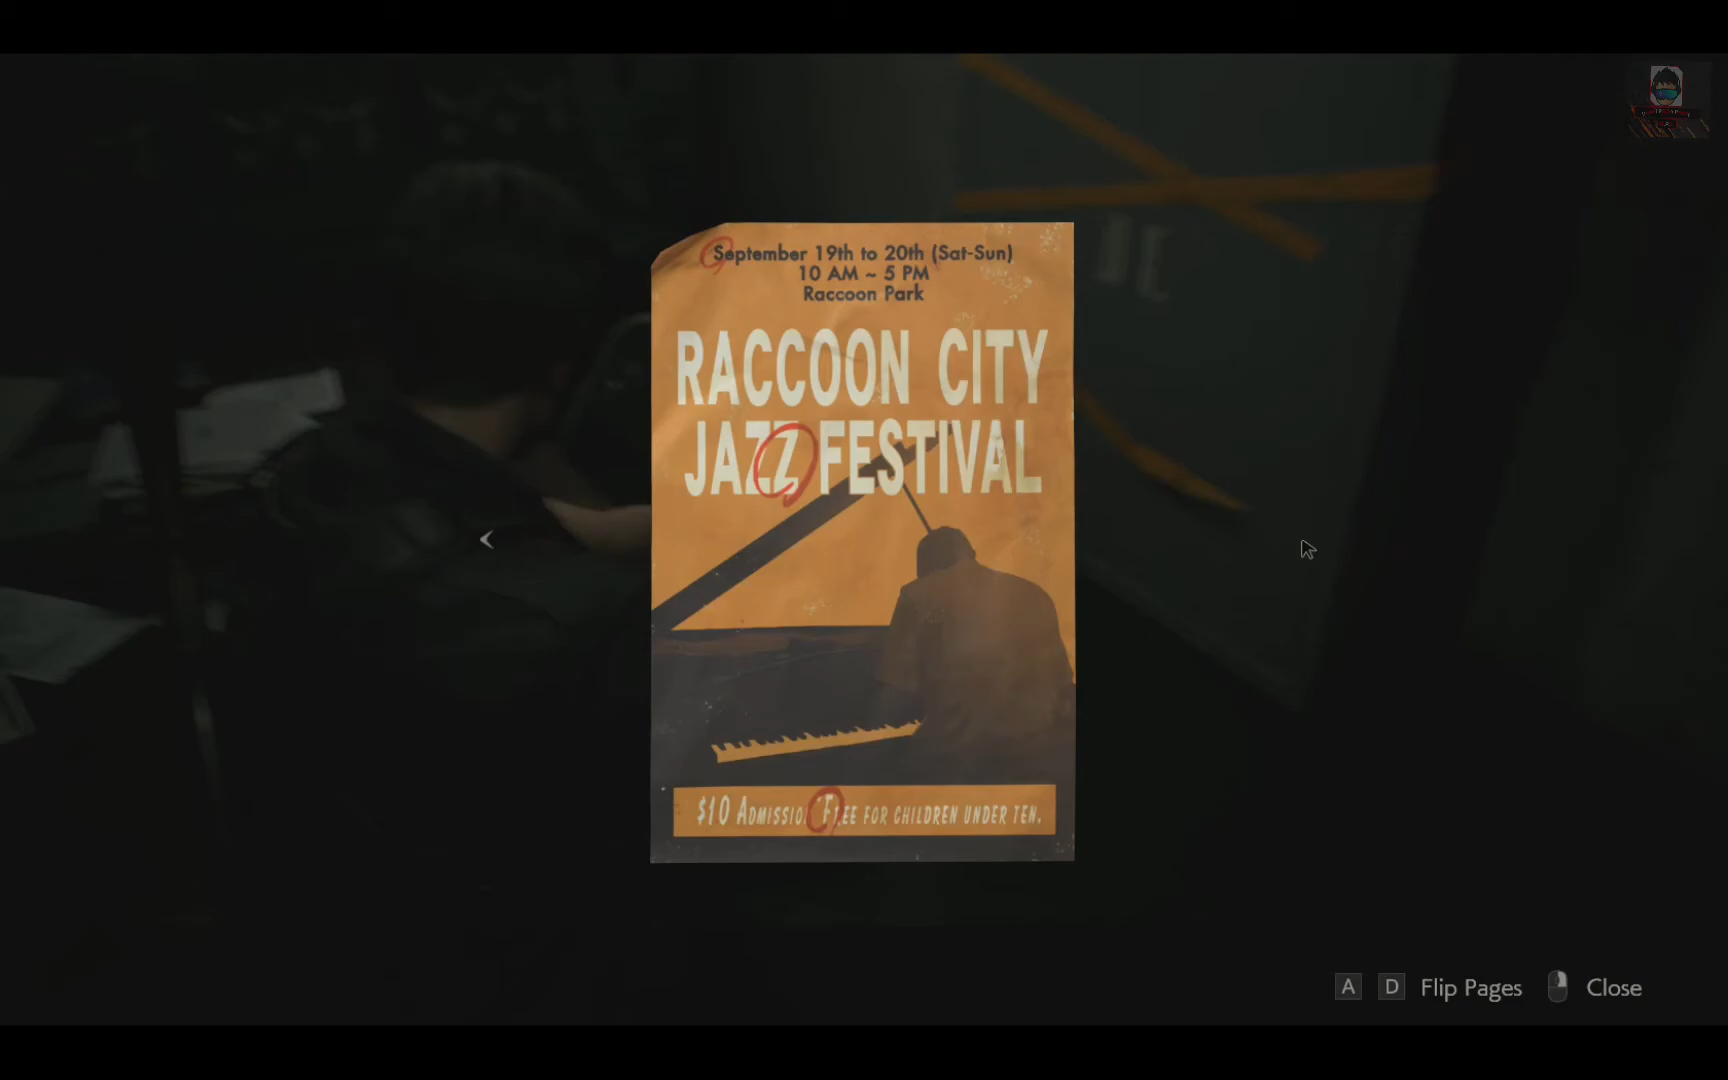 September 19th to 20th (Sat-Sun)
10 AM ~ 5 PM
Raccoon Park
RACCOON CITY
JAZZ FESTIVAL
$10 ADMISSION FREE FOR CHILDREN UNDER TEN.
A D Flip Pages Close